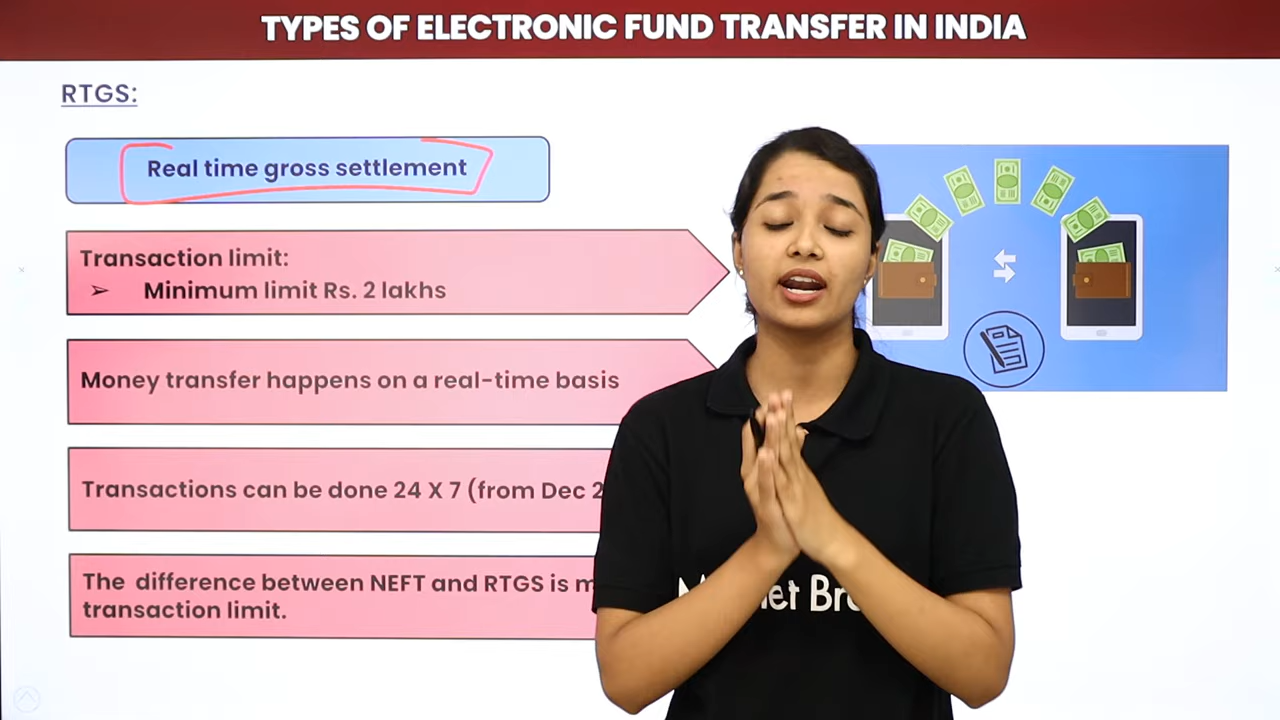 TYPES OF ELECTRONIC FUND TRANSFER IN INDIA
RTGS:
Real time gross settlement
Transaction limit:
➢ Minimum limit Rs. 2 lakhs
Money transfer happens on a real-time basis
Transactions can be done 24 X 7 (from Dec
The difference between NEFT and RTGS is
transaction limit.